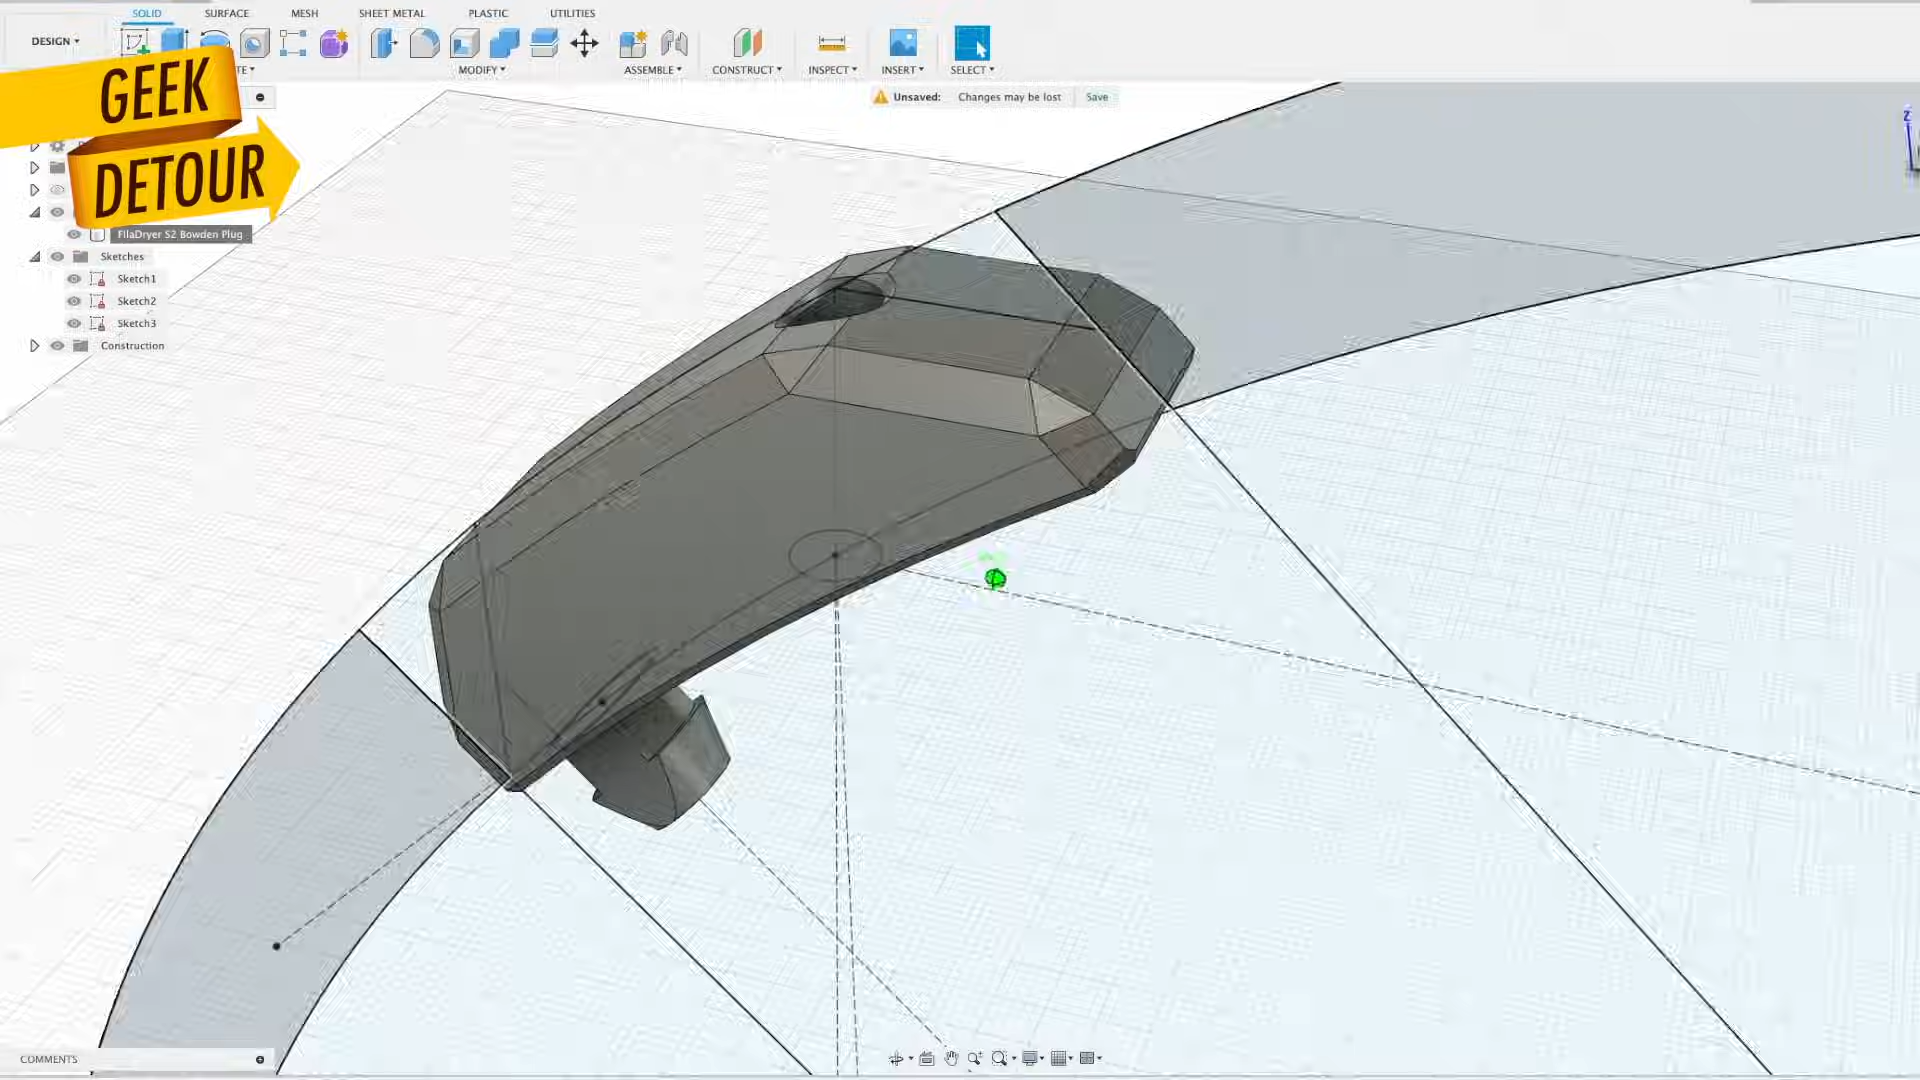 SOLID SURFACE MESH SHEET METAL PLASTIC UTILITIES
DESIGN
MODIFY ASSEMBLE CONSTRUCT INSPECT INSERT SELECT
GEEK
DETOUR
Unsaved: Changes may be lost Save
Z
FilaDryer S2 Bowden Plug
Sketches
Sketch1
Sketch2
Sketch3
Construction
COMMENTS